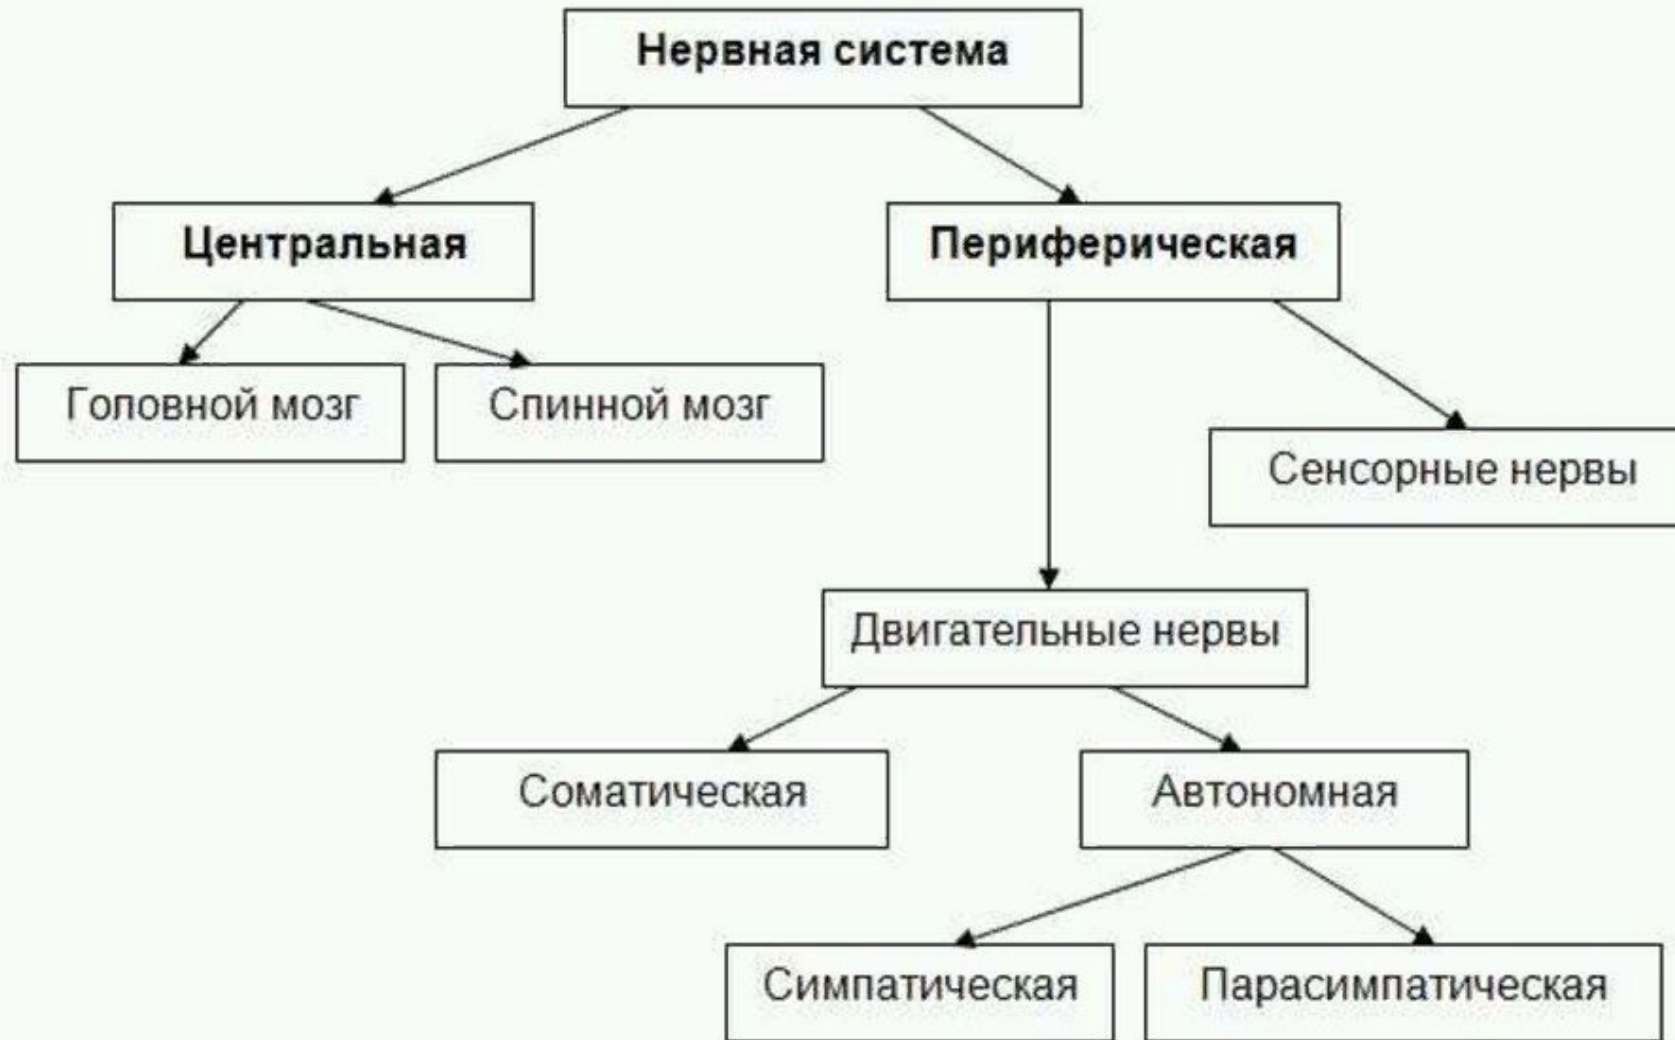 Нервная система
Центральная
Периферическая
Головной мозг
Спинной мозг
Сенсорные нервы
Двигательные нервы
Соматическая
Автономная
Симпатическая
Парасимпатическая